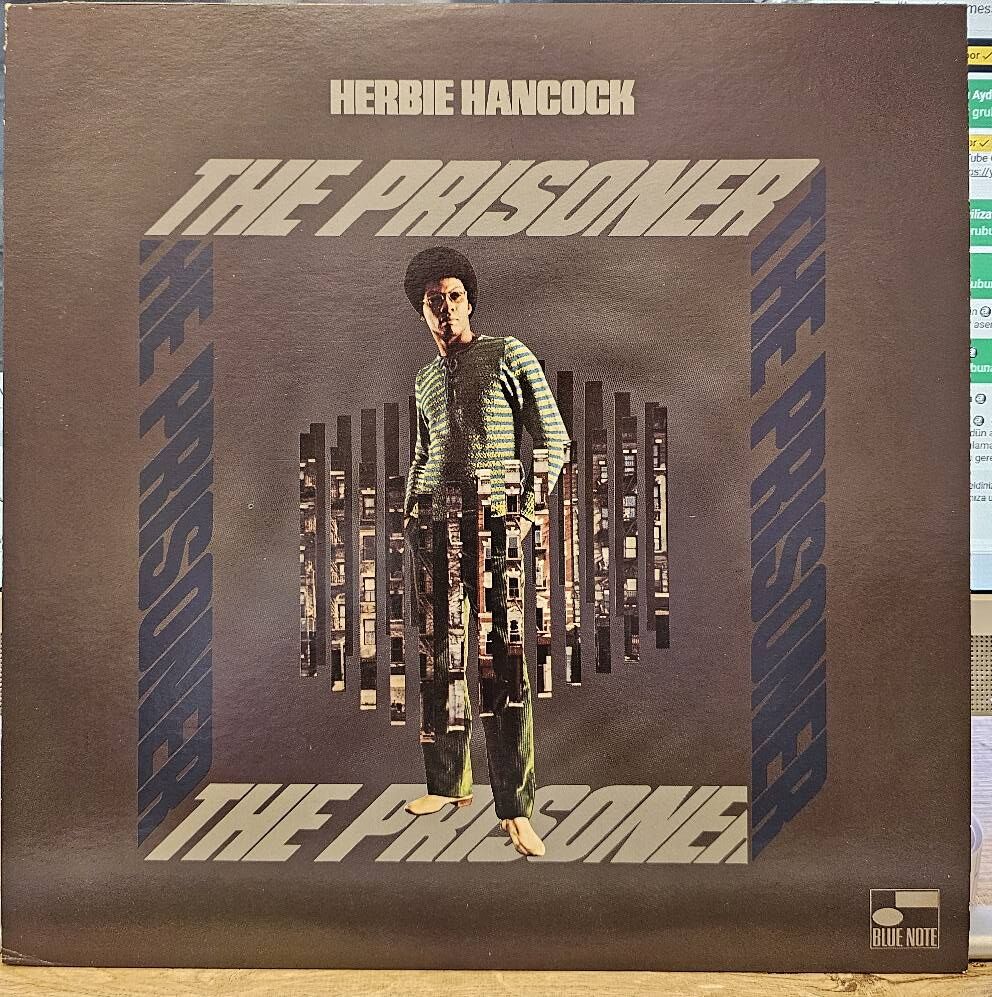 HERBIE HANCOCK
THE PRISONER
THE PRISONER
THE PRISONER
THE PRISONER
BLUE NOTE